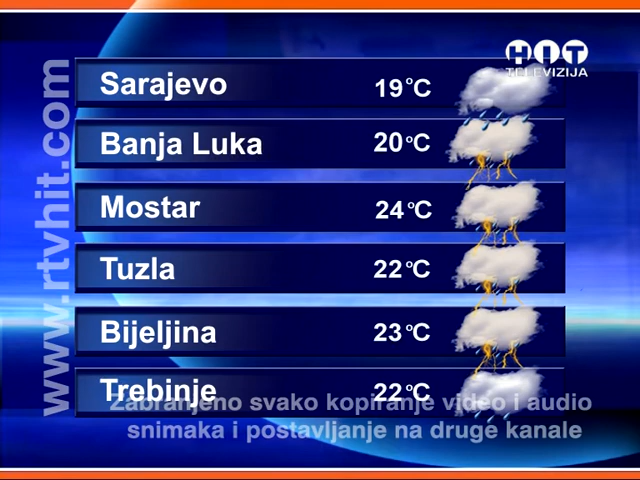 HIT
TELEVIZIJA
www.rtvhit.com
Sarajevo 19°C
Banja Luka 20°C
Mostar 24°C
Tuzla 22°C
Bijeljina 23°C
Trebinje 22°C
Zabranjeno svako kopiranje video i audio
snimaka i postavljanje na druge kanale